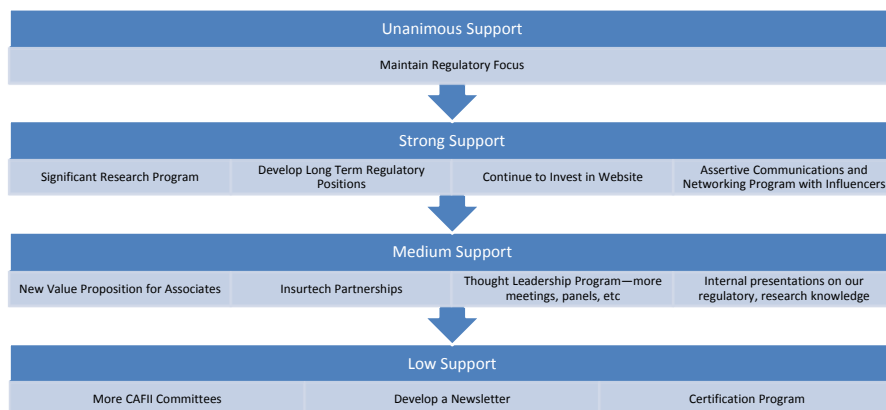 Unanimous Support
Maintain Regulatory Focus
Strong Support
Significant Research Program
Develop Long Term Regulatory
Positions
Continue to Invest in Website
Assertive Communications and
Networking Program with Influencers
Medium Support
New Value Proposition for Associates
Insurtech Partnerships
Thought Leadership Program—more
meetings, panels, etc
Internal presentations on our
regulatory, research knowledge
Low Support
More CAFII Committees
Develop a Newsletter
Certification Program